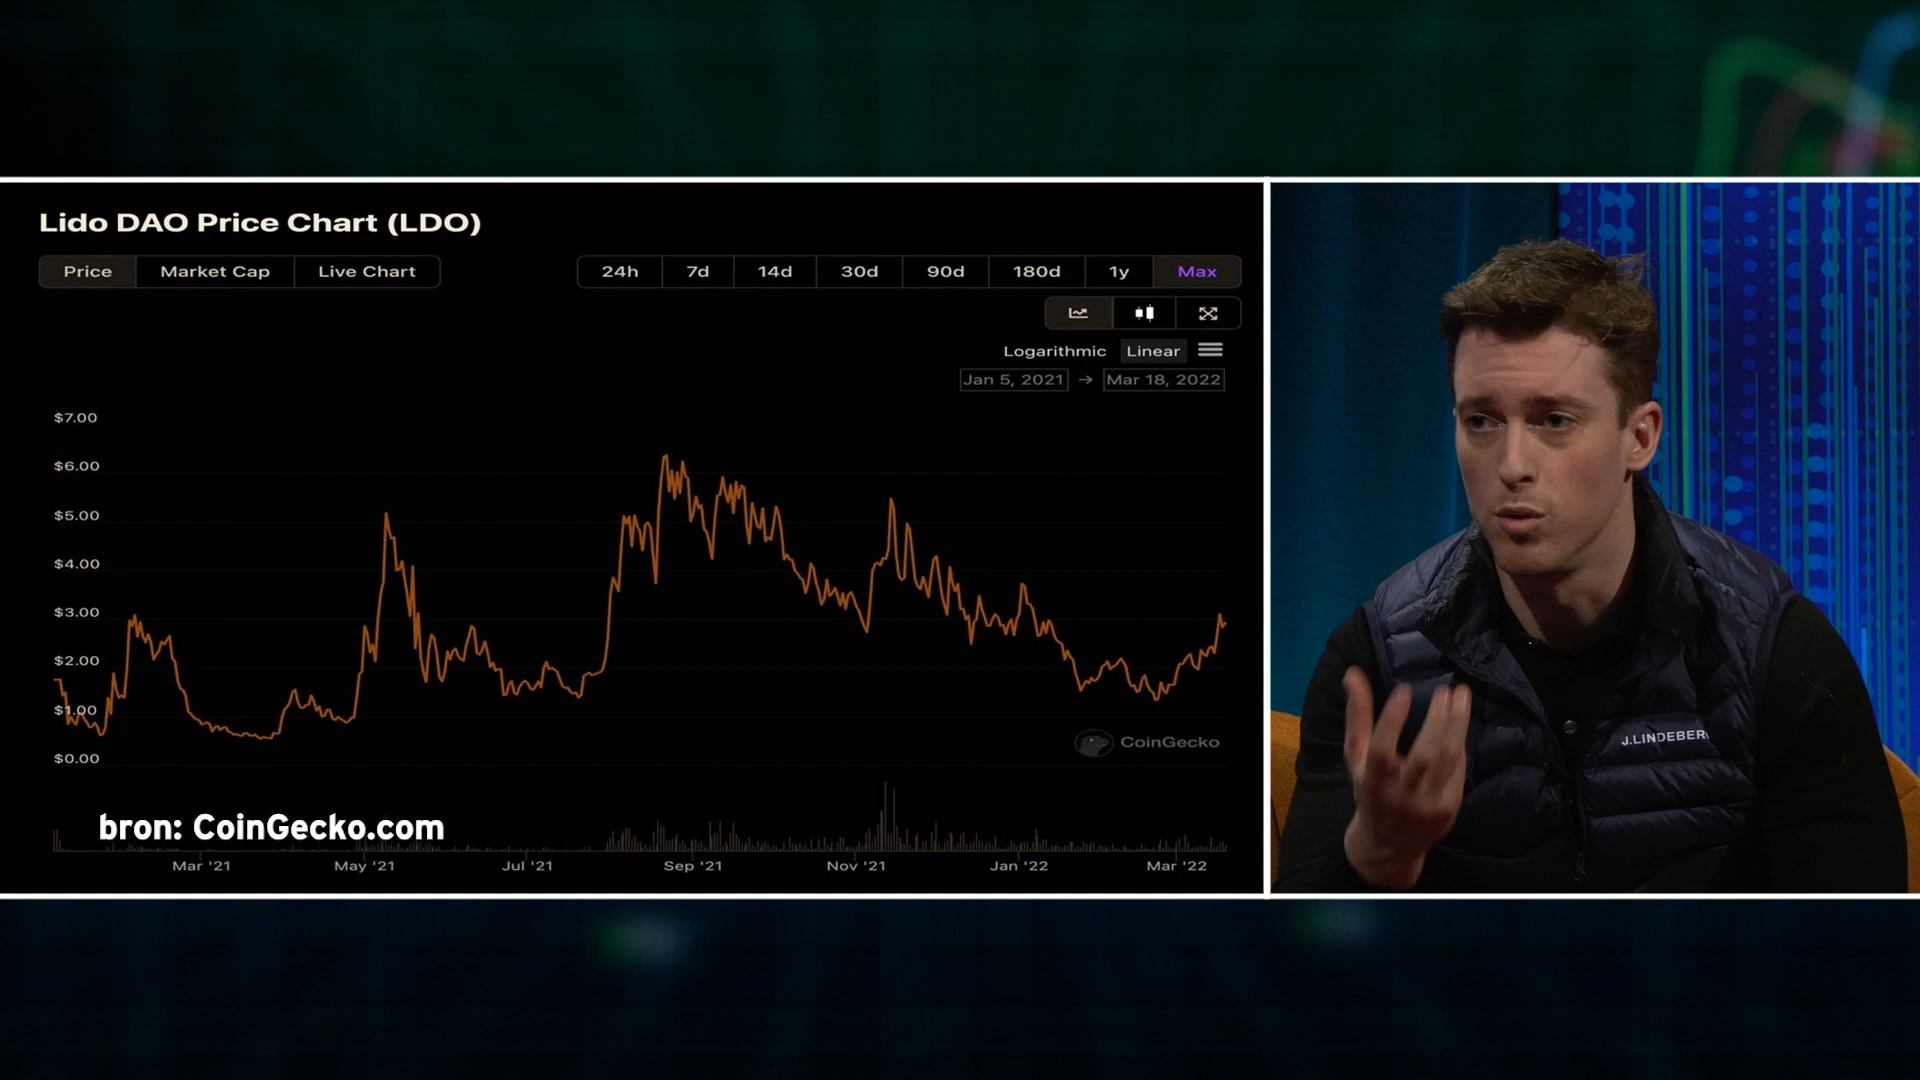 Lido DAO Price Chart (LDO)
Price Market Cap Live Chart 24h 7d 14d 30d 90d 180d 1y Max
Logarithmic Linear
Jan 5, 2021 → Mar 18, 2022
$7.00
$6.00
$5.00
$4.00
$3.00
$2.00
$1.00
$0.00
CoinGecko
bron: CoinGecko.com
Mar '21 May '21 Jul '21 Sep '21 Nov '21 Jan '22 Mar '22
J.LINDEBER